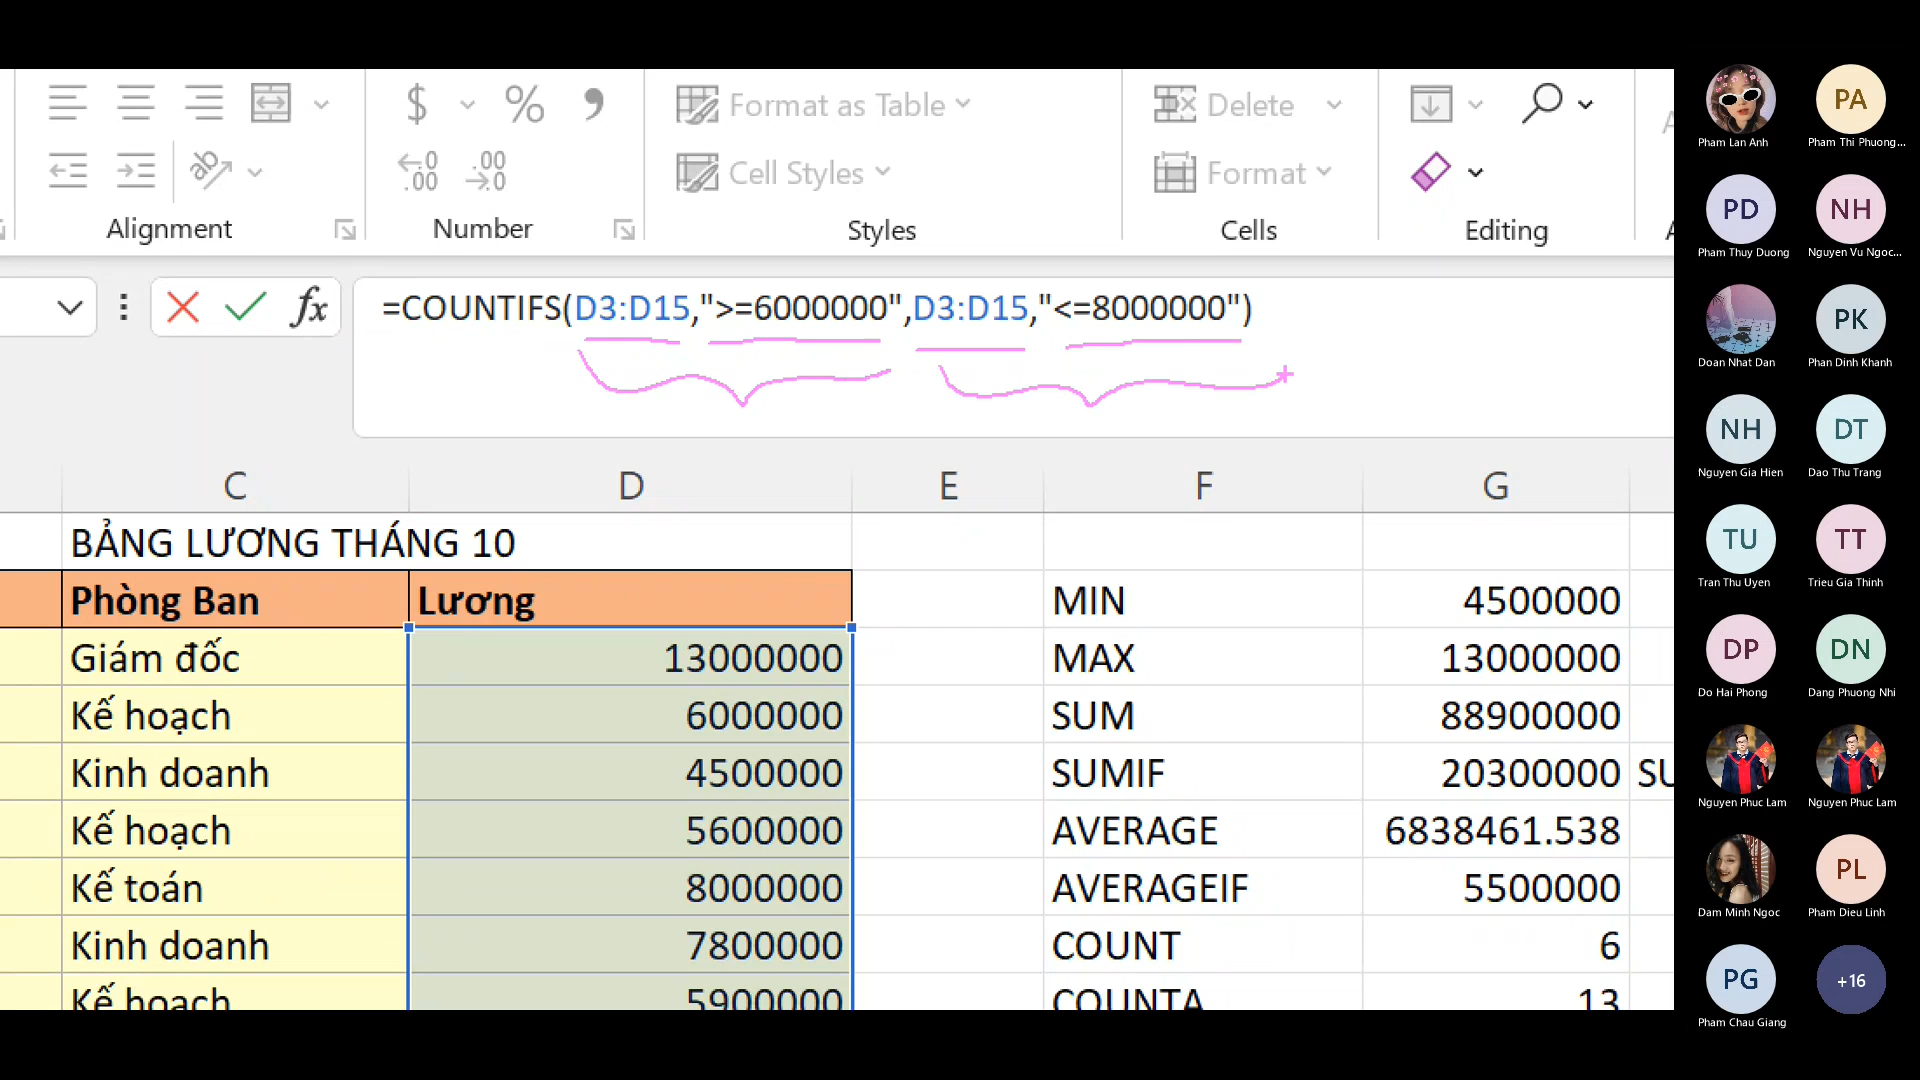 Format as Table
Delete
Cell Styles
Format
Alignment
Number
Styles
Cells
Editing
=COUNTIFS(D3:D15,">=6000000",D3:D15,"<=8000000")
C D E F G
BẢNG LƯƠNG THÁNG 10
Phòng Ban Lương MIN 4500000
Giám đốc 13000000 MAX 13000000
Kế hoạch 6000000 SUM 88900000
Kinh doanh 4500000 SUMIF 20300000 SU
Kế hoạch 5600000 AVERAGE 6838461.538
Kế toán 8000000 AVERAGEIF 5500000
Kinh doanh 7800000 COUNT 6
Kế hoạch 5900000 COUNTA 13
PA
Pham Lan Anh Pham Thi Phuong...
PD NH
Pham Thuy Duong Nguyen Vu Ngoc...
PK
Doan Nhat Dan Phan Dinh Khanh
NH DT
Nguyen Gia Hien Dao Thu Trang
TU TT
Tran Thu Uyen Trieu Gia Thinh
DP DN
Do Hai Phong Dang Phuong Nhi
Nguyen Phuc Lam Nguyen Phuc Lam
PL
Dam Minh Ngoc Pham Dieu Linh
PG +16
Pham Chau Giang